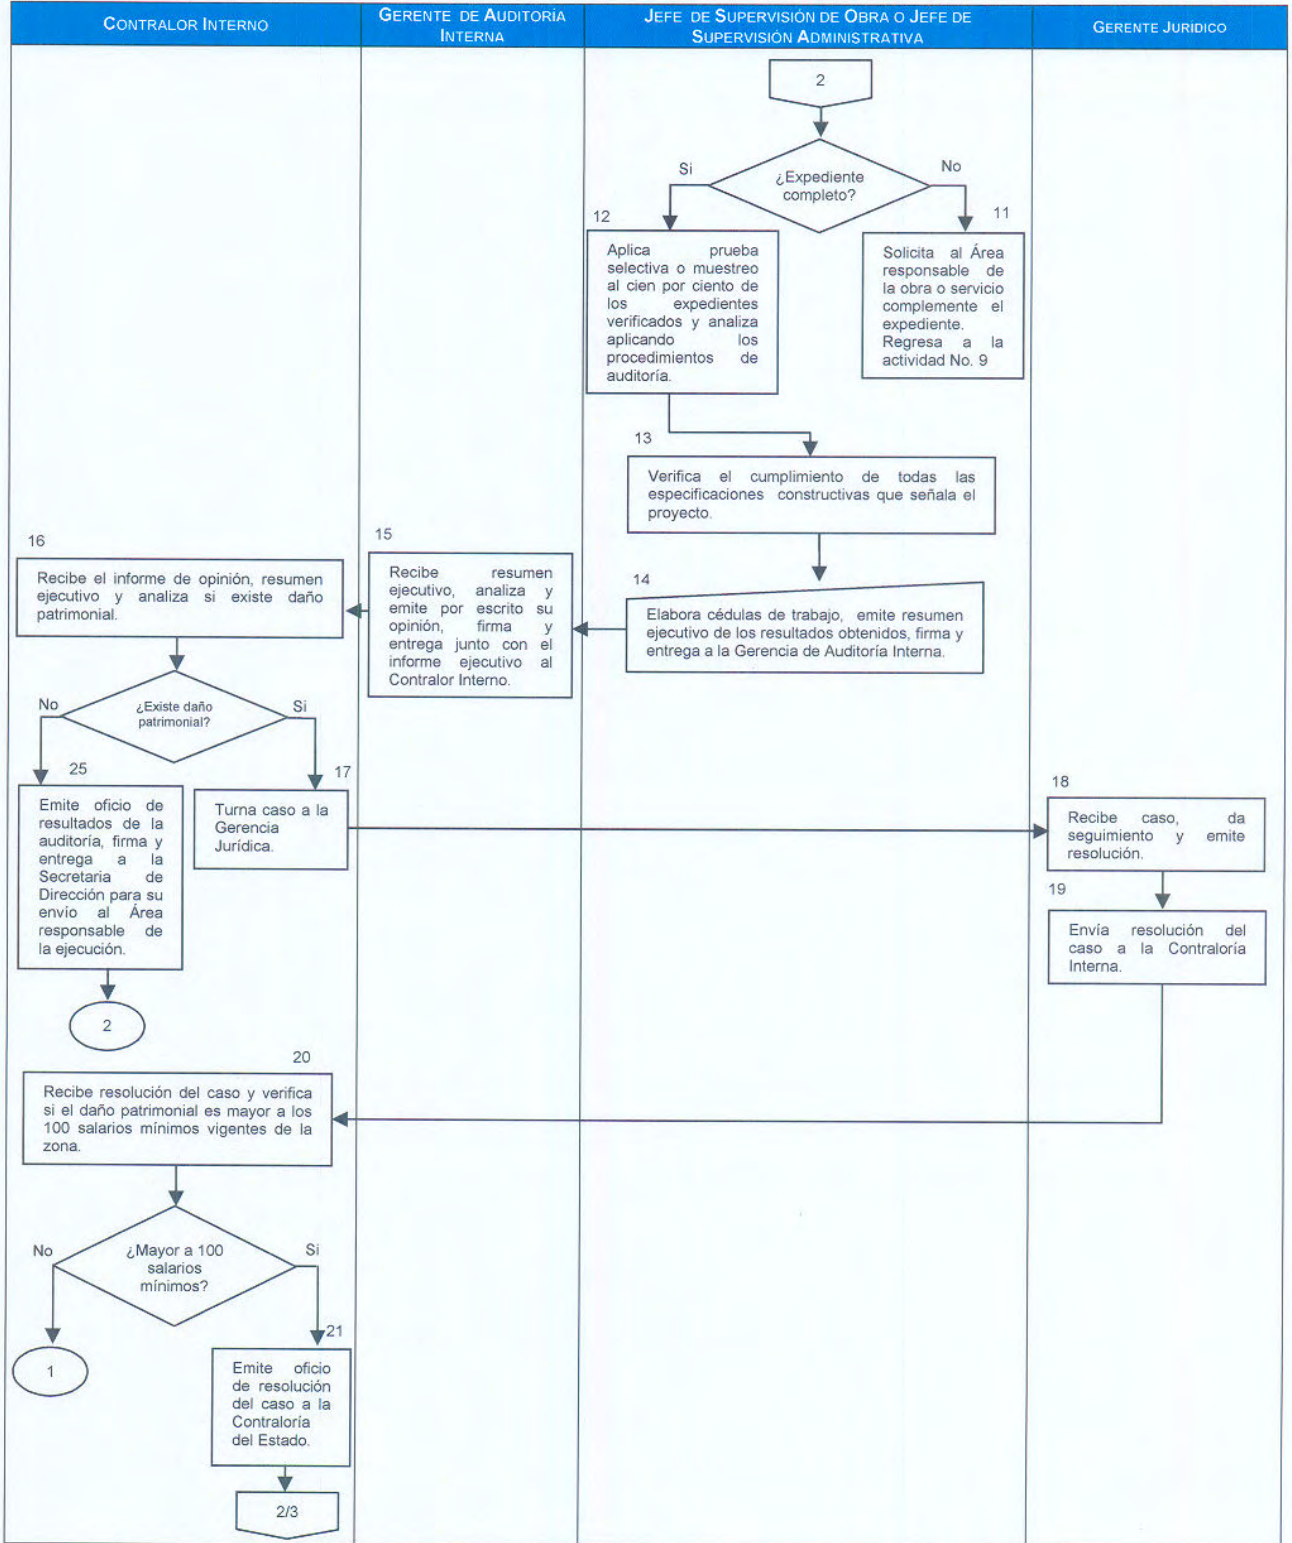 CONTRALOR INTERNO
GERENTE DE AUDITORÍA
INTERNA
JEFE DE SUPERVISIÓN DE OBRA O JEFE DE
SUPERVISIÓN ADMINISTRATIVA
GERENTE JURIDICO
2
¿Expediente
completo?
Si
No
12
Aplica prueba
selectiva o muestreo
al cien por ciento de
los expedientes
verificados y analiza
aplicando los
procedimientos de
auditoría.
11
Solicita al Área
responsable de
la obra o servicio
complemente el
expediente.
Regresa a la
actividad No. 9
13
Verifica el cumplimiento de todas las
especificaciones constructivas que señala el
proyecto.
14
Elabora cédulas de trabajo, emite resumen
ejecutivo de los resultados obtenidos, firma y
entrega a la Gerencia de Auditoría Interna.
15
Recibe resumen
ejecutivo, analiza y
emite por escrito su
opinión, firma y
entrega junto con el
informe ejecutivo al
Contralor Interno.
16
Recibe el informe de opinión, resumen
ejecutivo y analiza si existe daño
patrimonial.
¿Existe daño
patrimonial?
No
Si
25
Emite oficio de
resultados de la
auditoría, firma y
entrega a la
Secretaria de
Dirección para su
envío al Área
responsable de
la ejecución.
2
17
Turna caso a la
Gerencia
Jurídica.
18
Recibe caso, da
seguimiento y emite
resolución.
19
Envía resolución del
caso a la Contraloría
Interna.
20
Recibe resolución del caso y verifica
si el daño patrimonial es mayor a los
100 salarios mínimos vigentes de la
zona.
¿Mayor a 100
salarios
mínimos?
No
Si
1
21
Emite oficio
de resolución
del caso a la
Contraloría
del Estado.
2/3